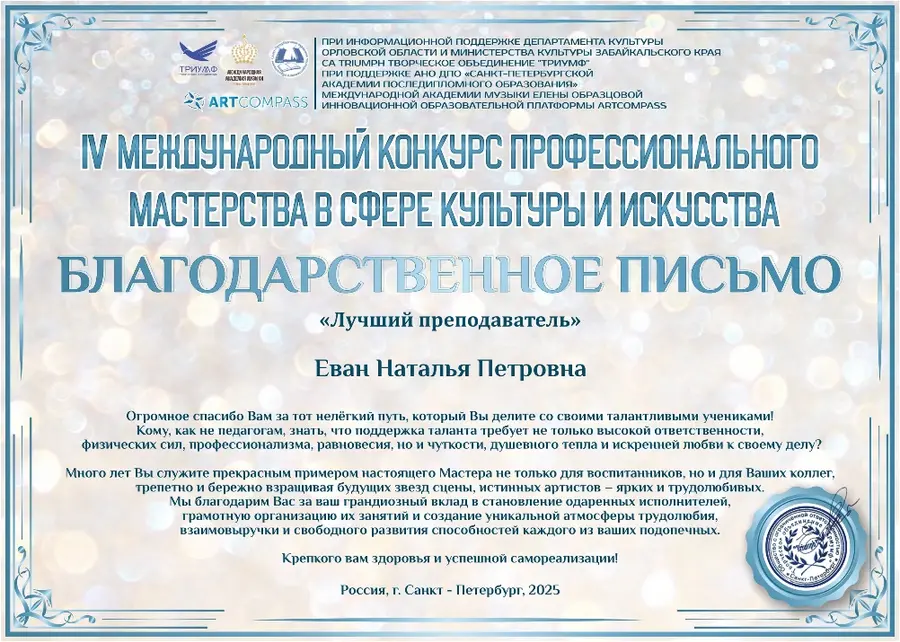 ТРИУМФ
МЕЖДУНАРОДНАЯ
АКАДЕМИЯ МУЗЫКИ
ARTCOMPASS
ПРИ ИНФОРМАЦИОННОЙ ПОДДЕРЖКЕ ДЕПАРТАМЕНТА КУЛЬТУРЫ
ОРЛОВСКОЙ ОБЛАСТИ И МИНИСТЕРСТВА КУЛЬТУРЫ ЗАБАЙКАЛЬСКОГО КРАЯ
CA TRIUMPH ТВОРЧЕСКОЕ ОБЪЕДИНЕНИЕ "ТРИУМФ"
ПРИ ПОДДЕРЖКЕ АНО ДПО «САНКТ-ПЕТЕРБУРГСКОЙ
АКАДЕМИИ ПОСЛЕДИПЛОМНОГО ОБРАЗОВАНИЯ»
МЕЖДУНАРОДНОЙ АКАДЕМИИ МУЗЫКИ ЕЛЕНЫ ОБРАЗЦОВОЙ
ИННОВАЦИОННОЙ ОБРАЗОВАТЕЛЬНОЙ ПЛАТФОРМЫ ARTCOMPASS
IV МЕЖДУНАРОДНЫЙ КОНКУРС ПРОФЕССИОНАЛЬНОГО
МАСТЕРСТВА В СФЕРЕ КУЛЬТУРЫ И ИСКУССТВА
БЛАГОДАРСТВЕННОЕ ПИСЬМО
«Лучший преподаватель»
Еван Наталья Петровна
Огромное спасибо Вам за тот нелёгкий путь, который Вы делите со своими талантливыми учениками!
Кому, как не педагогам, знать, что поддержка таланта требует не только высокой ответственности,
физических сил, профессионализма, равновесия, но и чуткости, душевного тепла и искренней любви к своему делу?
Много лет Вы служите прекрасным примером настоящего Мастера не только для воспитанников, но и для Ваших коллег,
трепетно и бережно взращивая будущих звезд сцены, истинных артистов – ярких и трудолюбивых.
Мы благодарим Вас за ваш грандиозный вклад в становление одаренных исполнителей,
грамотную организацию их занятий и создание уникальной атмосферы трудолюбия,
взаимовыручки и свободного развития способностей каждого из ваших подопечных.
Крепкого вам здоровья и успешной самореализации!
Россия, г. Санкт - Петербург, 2025